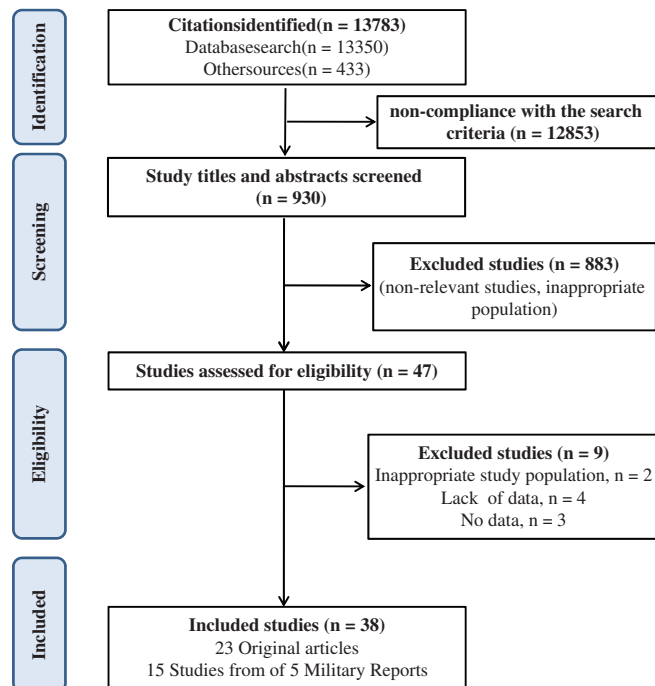 Identification
Citationsidentified(n = 13783)
Databasesearch(n = 13350)
Othersources(n = 433)
non-compliance with the search
criteria (n = 12853)
Screening
Study titles and abstracts screened
(n = 930)
Excluded studies (n = 883)
(non-relevant studies, inappropriate
population)
Eligibility
Studies assessed for eligibility (n = 47)
Excluded studies (n = 9)
Inappropriate study population, n = 2
Lack of data, n = 4
No data, n = 3
Included
Included studies (n = 38)
23 Original articles
15 Studies from of 5 Military Reports